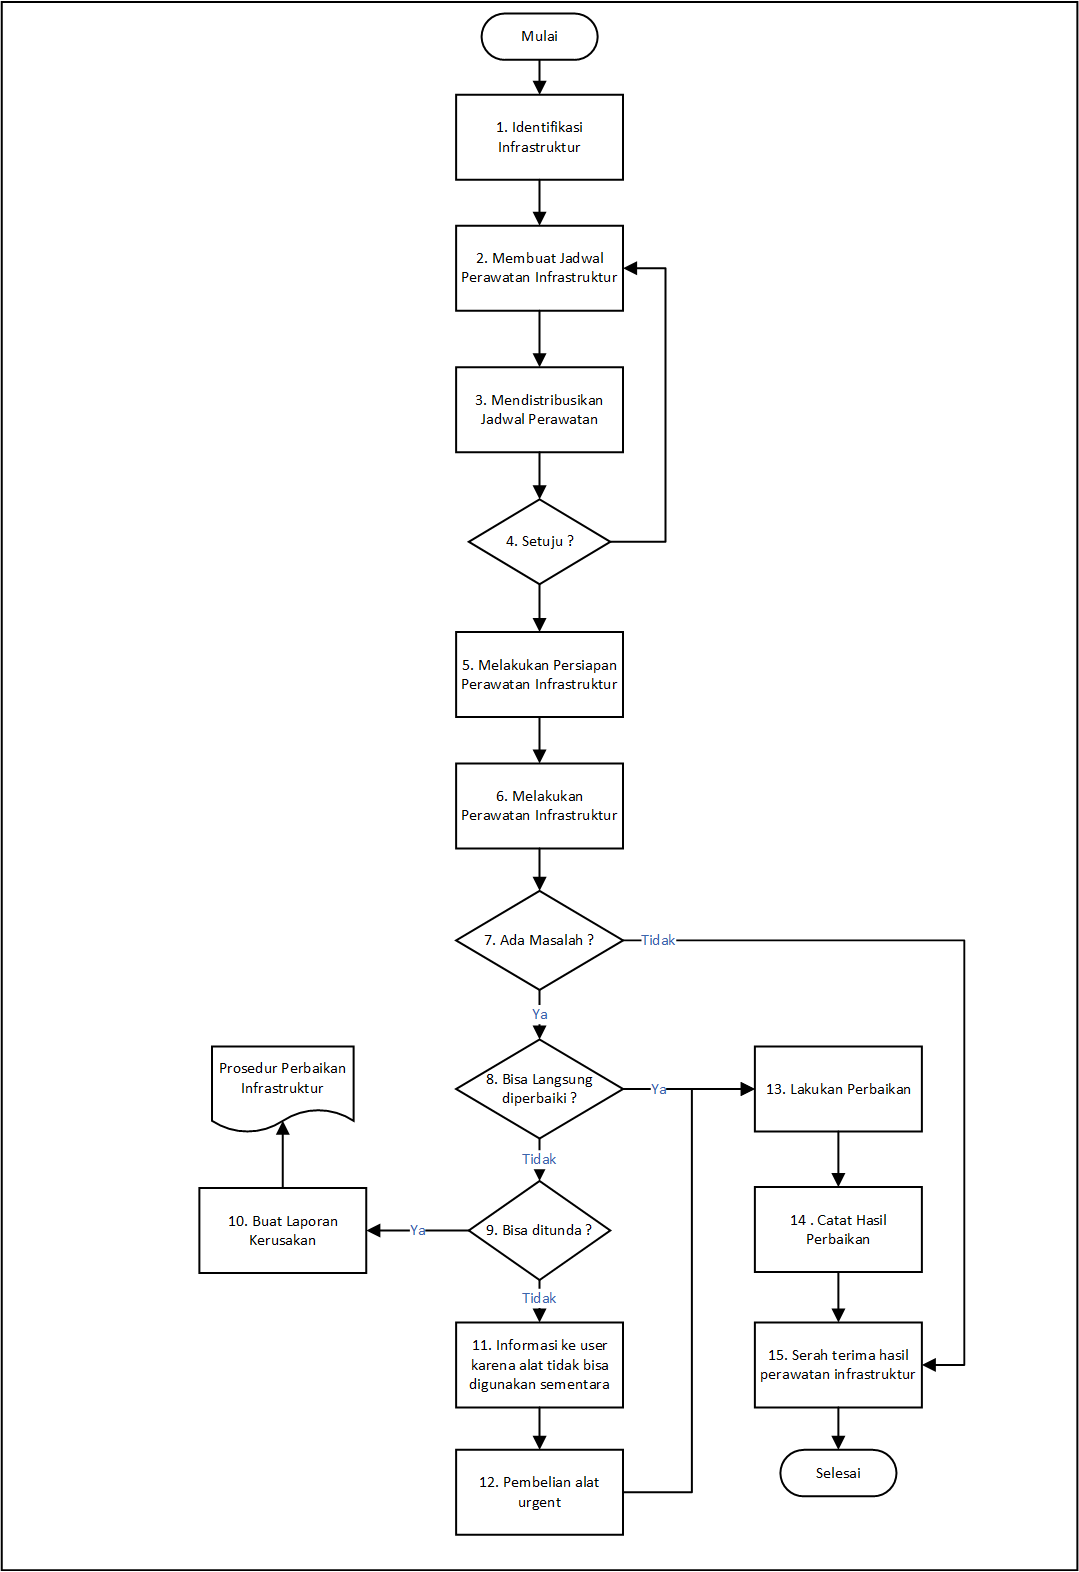 Mulai
1. Identifikasi
Infrastruktur
2. Membuat Jadwal
Perawatan Infrastruktur
3. Mendistribusikan
Jadwal Perawatan
4. Setuju ?
5. Melakukan Persiapan
Perawatan Infrastruktur
6. Melakukan
Perawatan Infrastruktur
7. Ada Masalah ?
Tidak
Ya
Prosedur Perbaikan
Infrastruktur
8. Bisa Langsung
diperbaiki ?
Ya
13. Lakukan Perbaikan
Tidak
10. Buat Laporan
Kerusakan
Ya
9. Bisa ditunda ?
14 . Catat Hasil
Perbaikan
Tidak
11. Informasi ke user
karena alat tidak bisa
digunakan sementara
15. Serah terima hasil
perawatan infrastruktur
12. Pembelian alat
urgent
Selesai